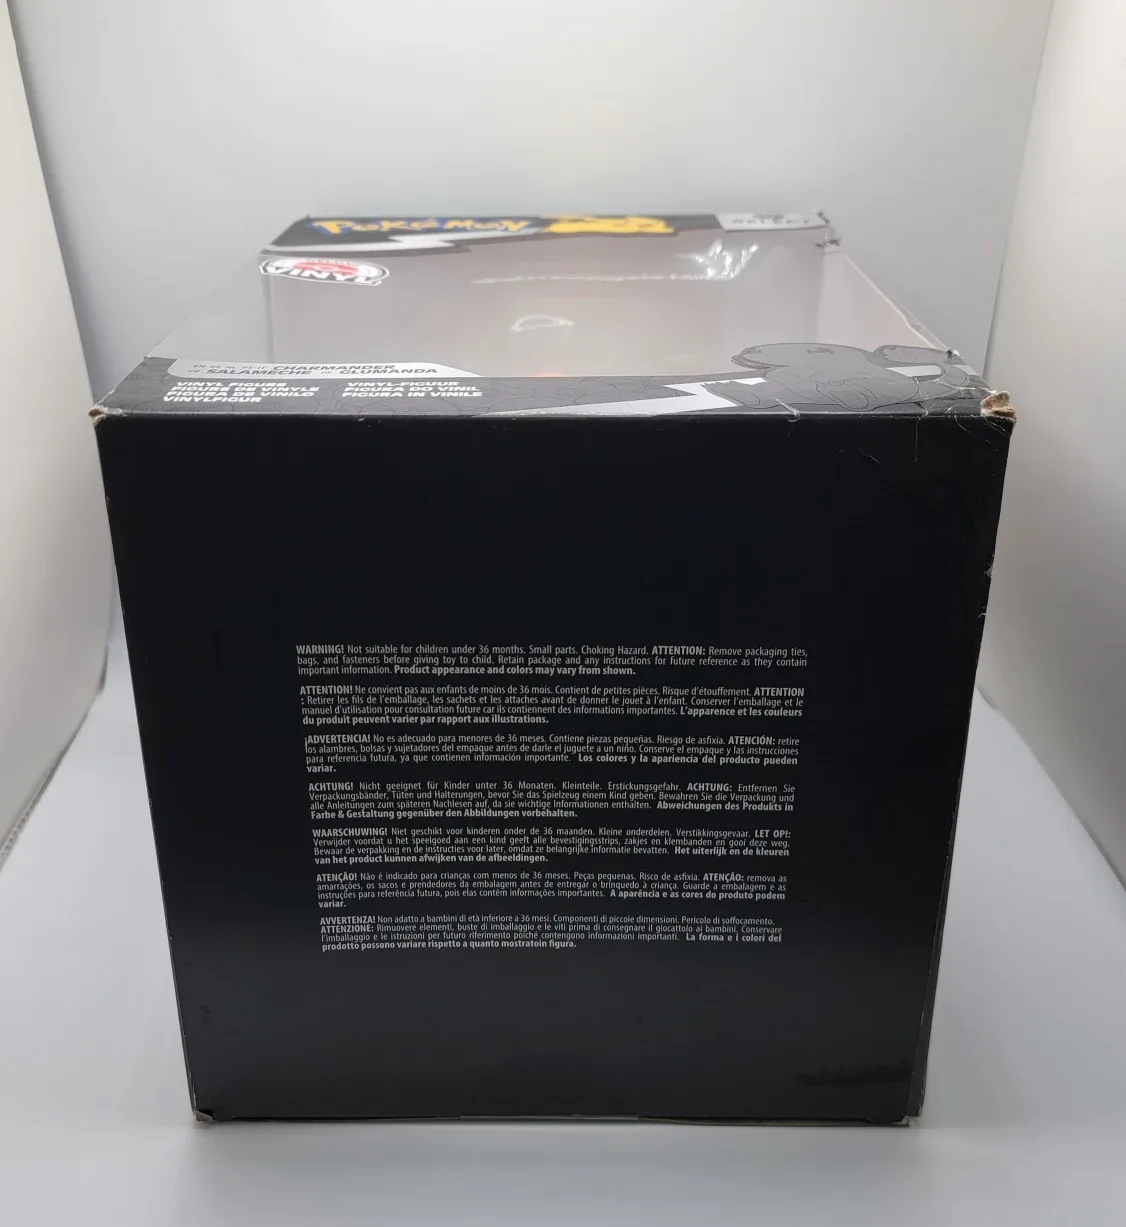 POKÉMON
SELECT
VINYL
EN ES NL PT IT CHARMANDER
FR SALAMÈCHE DE GLUMANDA
VINYL FIGURE VINYL-FIGUUR
FIGURE DE VINYLE FIGURA DO VINIL
FIGURA DE VINILO FIGURA IN VINILE
VINYLFIGUR
WARNING! Not suitable for children under 36 months. Small parts. Choking Hazard. ATTENTION: Remove packaging ties,
bags, and fasteners before giving toy to child. Retain package and any instructions for future reference as they contain
important information. Product appearance and colors may vary from shown.
ATTENTION! Ne convient pas aux enfants de moins de 36 mois. Contient de petites pièces. Risque d'étouffement. ATTENTION
: Retirer les fils de l'emballage, les sachets et les attaches avant de donner le jouet à l'enfant. Conserver l'emballage et le
manuel d'utilisation pour consultation future car ils contiennent des informations importantes. L'apparence et les couleurs
du produit peuvent varier par rapport aux illustrations.
¡ADVERTENCIA! No es adecuado para menores de 36 meses. Contiene piezas pequeñas. Riesgo de asfixia. ATENCIÓN: retire
los alambres, bolsas y sujetadores del empaque antes de darle el juguete a un niño. Conserve el empaque y las instrucciones
para referencia futura, ya que contienen información importante. Los colores y la apariencia del producto pueden
variar.
ACHTUNG! Nicht geeignet für Kinder unter 36 Monaten. Kleinteile. Erstickungsgefahr. ACHTUNG: Entfernen Sie
Verpackungsbänder, Tüten und Halterungen, bevor Sie das Spielzeug einem Kind geben. Bewahren Sie die Verpackung und
alle Anleitungen zum späteren Nachlesen auf, da sie wichtige Informationen enthalten. Abweichungen des Produkts in
Farbe & Gestaltung gegenüber den Abbildungen vorbehalten.
WAARSCHUWING! Niet geschikt voor kinderen onder de 36 maanden. Kleine onderdelen. Verstikkingsgevaar. LET OP!:
Verwijder voordat u het speelgoed aan een kind geeft alle bevestigingsstrips, zakjes en klembanden en gooi deze weg.
Bewaar de verpakking en de instructies voor later, omdat ze belangrijke informatie bevatten. Het uiterlijk en de kleuren
van het product kunnen afwijken van de afbeeldingen.
ATENÇÃO! Não é indicado para crianças com menos de 36 meses. Peças pequenas. Risco de asfixia. ATENÇÃO: remova as
amarrações, os sacos e prendedores da embalagem antes de entregar o brinquedo à criança. Guarde a embalagem e as
instruções para referência futura, pois elas contêm informações importantes. A aparência e as cores do produto podem
variar.
AVVERTENZA! Non adatto a bambini di età inferiore a 36 mesi. Componenti di piccole dimensioni. Pericolo di soffocamento.
ATTENZIONE: Rimuovere elementi, buste di imballaggio e le viti prima di consegnare il giocattolo ai bambini. Conservare
l'imballaggio e le istruzioni per futuro riferimento poiché contengono informazioni importanti. La forma e i colori del
prodotto possono variare rispetto a quanto mostratoin figura.